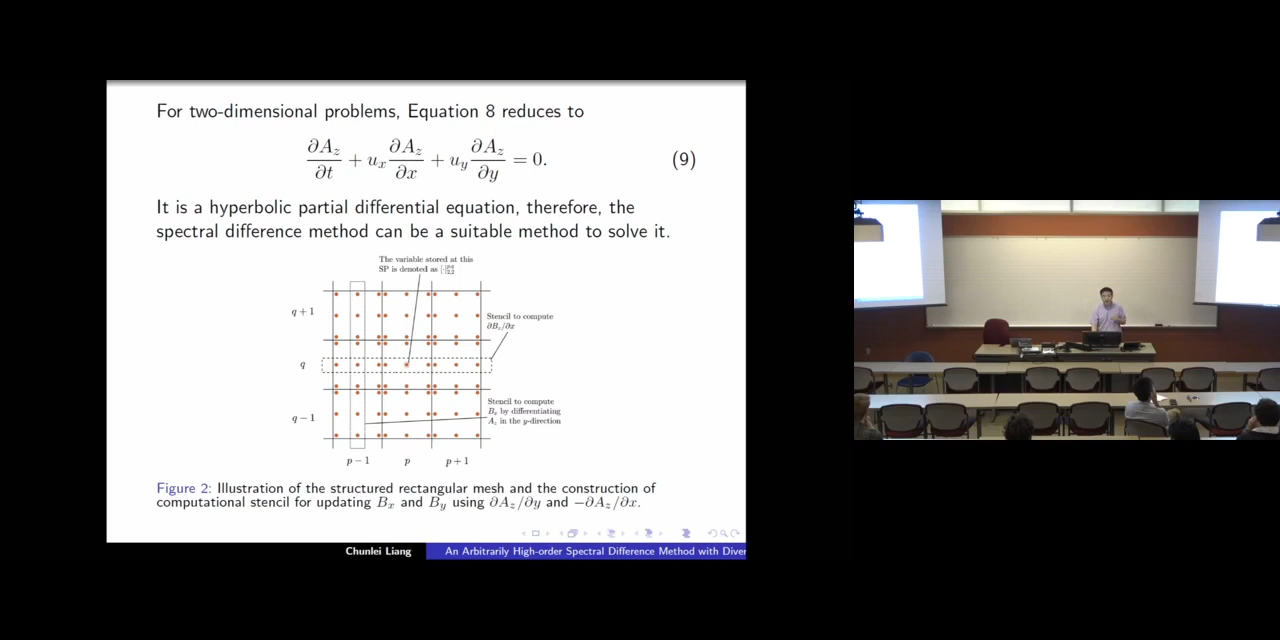 For two-dimensional problems, Equation 8 reduces to
∂A_z/∂t + u_x ∂A_z/∂x + u_y ∂A_z/∂y = 0. (9)
It is a hyperbolic partial differential equation, therefore, the
spectral difference method can be a suitable method to solve it.
The variable stored at this
SP is denoted as
q + 1
Stencil to compute
∂B_x/∂x
q
Stencil to compute
B_x by differentiating
A_z in the y-direction
q − 1
p − 1 p p + 1
Figure 2: Illustration of the structured rectangular mesh and the construction of
computational stencil for updating B_x and B_y using ∂A_z/∂y and −∂A_z/∂x.
Chunlei Liang An Arbitrarily High-order Spectral Difference Method with Diver